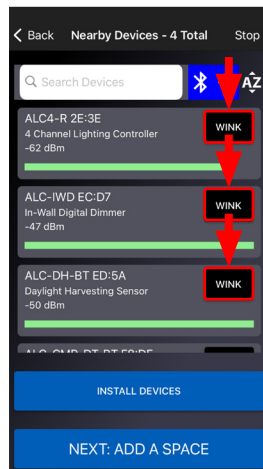 Back Nearby Devices - 4 Total Stop
Search Devices
ALC4-R 2E:3E
4 Channel Lighting Controller
-62 dBm
WINK
ALC-IWD EC:D7
In-Wall Digital Dimmer
-47 dBm
WINK
ALC-DH-BT ED:5A
Daylight Harvesting Sensor
-50 dBm
WINK
INSTALL DEVICES
NEXT: ADD A SPACE